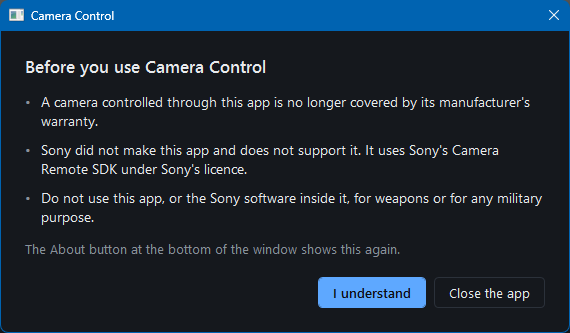 Camera Control
Before you use Camera Control
• A camera controlled through this app is no longer covered by its manufacturer's
warranty.
• Sony did not make this app and does not support it. It uses Sony's Camera
Remote SDK under Sony's licence.
• Do not use this app, or the Sony software inside it, for weapons or for any military
purpose.
The About button at the bottom of the window shows this again.
I understand
Close the app